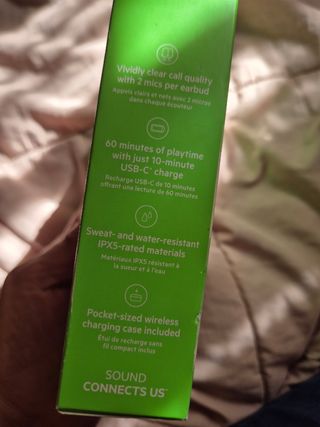 Vividly clear call quality
with 2 mics per earbud
Appels clairs et nets avec 2 micros
dans chaque écouteur
60 minutes of playtime
with just 10-minute
USB-C® charge
Recharge USB-C de 10 minutes
offrant une lecture de 60 minutes
Sweat- and water-resistant
IPX5-rated materials
Matériaux IPX5 résistant à
la sueur et à l'eau
Pocket-sized wireless
charging case included
Étui de recharge sans
fil compact inclus
SOUND
CONNECTS US™